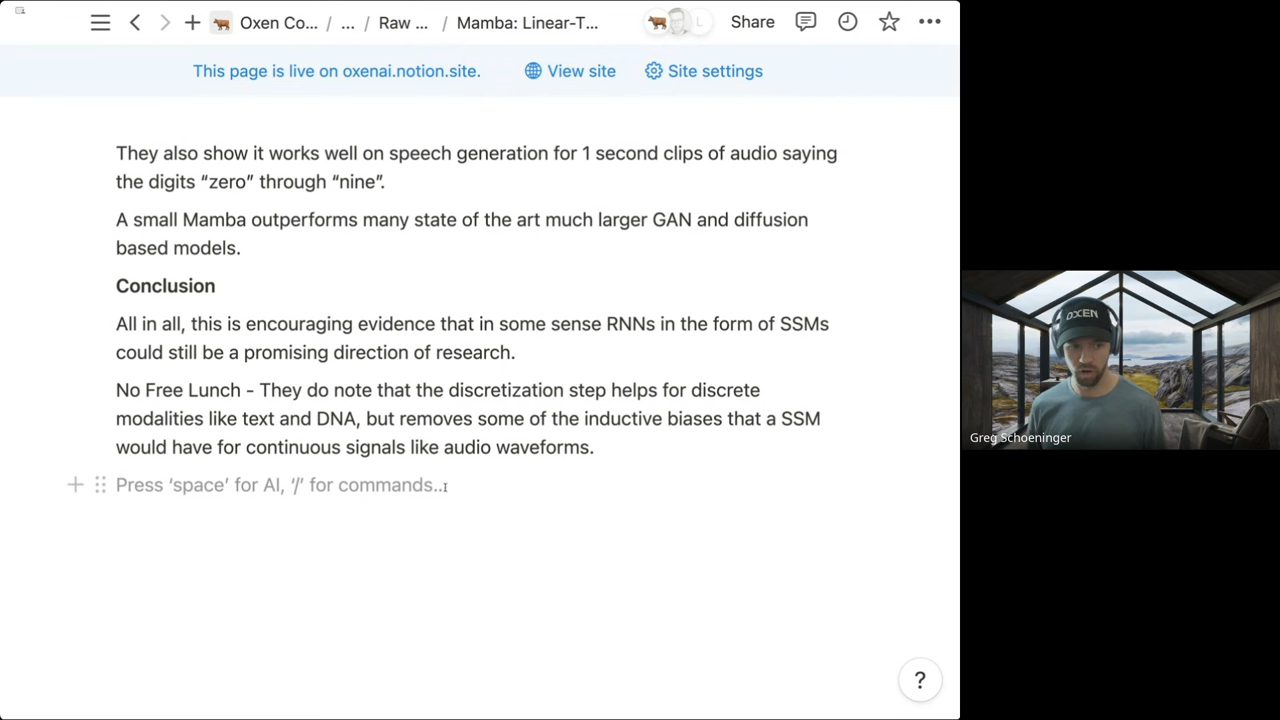 Oxen Co... / ... / Raw ... / Mamba: Linear-T... L Share
This page is live on oxenai.notion.site. View site Site settings
They also show it works well on speech generation for 1 second clips of audio saying
the digits “zero” through “nine”.
A small Mamba outperforms many state of the art much larger GAN and diffusion
based models.
Conclusion
All in all, this is encouraging evidence that in some sense RNNs in the form of SSMs
could still be a promising direction of research.
No Free Lunch - They do note that the discretization step helps for discrete
modalities like text and DNA, but removes some of the inductive biases that a SSM
would have for continuous signals like audio waveforms.
Press ‘space’ for AI, ‘/’ for commands...
?
OXEN
Greg Schoeninger